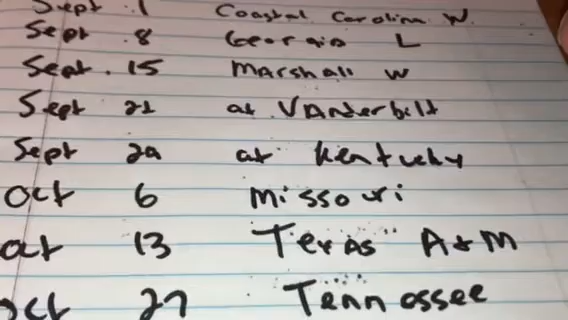 Sept. 1 Coastal Carolina W
Sept. 8 Georgia L
Sept. 15 Marshall W
Sept 22 at Vanderbilt
Sept 29 at Kentucky
Oct 6 Missouri
Oct 13 Texas A+M
Oct 27 Tennossee